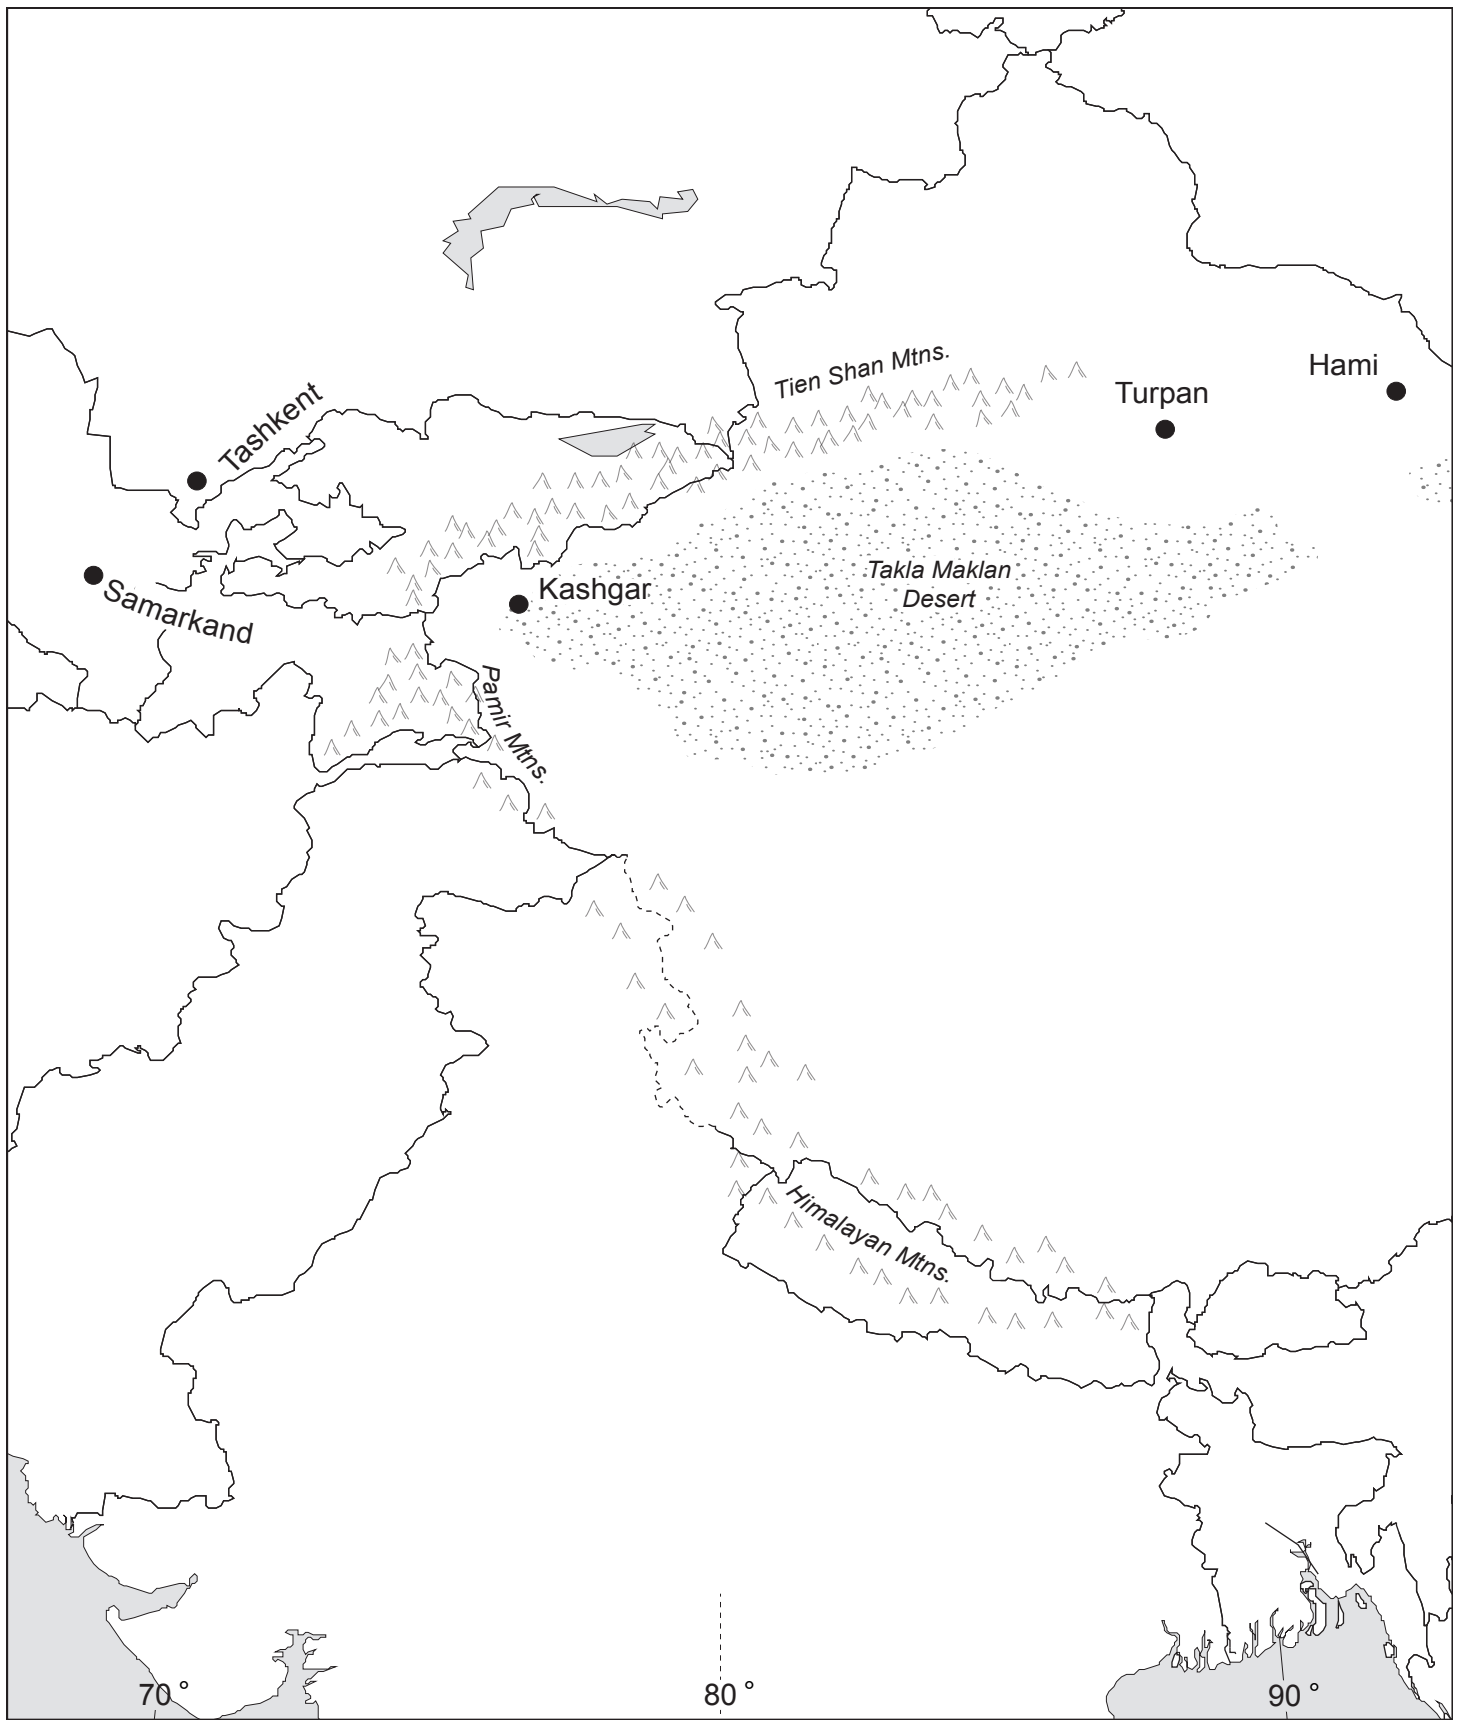 Tien Shan Mtns.
Hami
Turpan
Tashkent
Takla Maklan
Desert
Kashgar
Samarkand
Pamir Mtns.
Himalayan Mtns.
70°
80°
90°